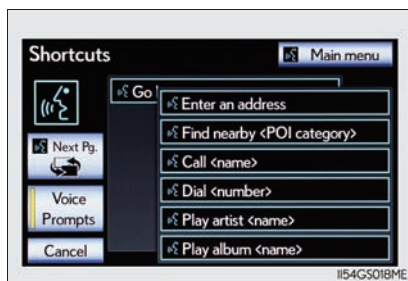 Shortcuts
Main menu
Go
Enter an address
Find nearby <POI category>
Next Pg.
Call <name>
Dial <number>
Voice
Prompts
Play artist <name>
Cancel
Play album <name>
II54GS018ME